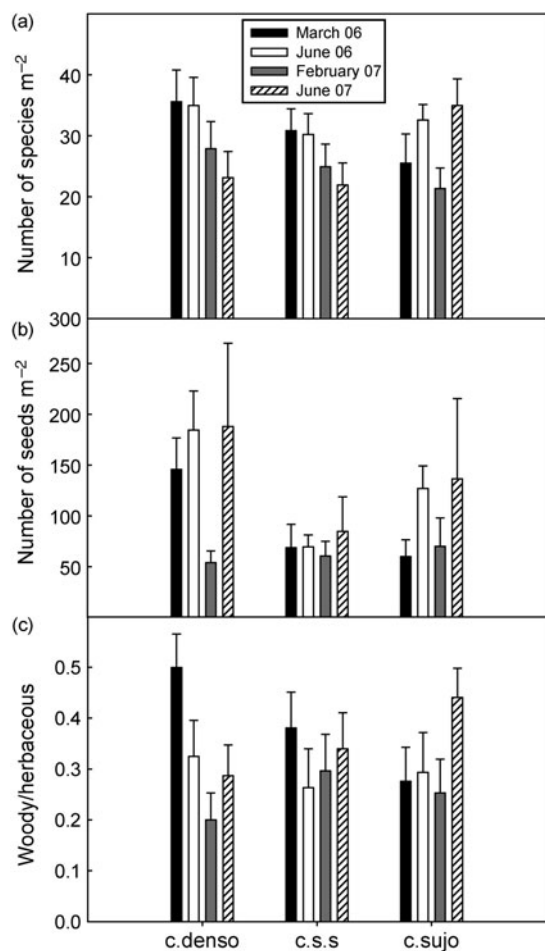 (a)
March 06
June 06
February 07
June 07
Number of species m⁻²
40
30
20
10
(b)
300
250
200
150
100
50
Number of seeds m⁻²
(c)
0.5
0.4
0.3
0.2
0.1
0.0
Woody/herbaceous
c.denso
c.s.s
c.sujo